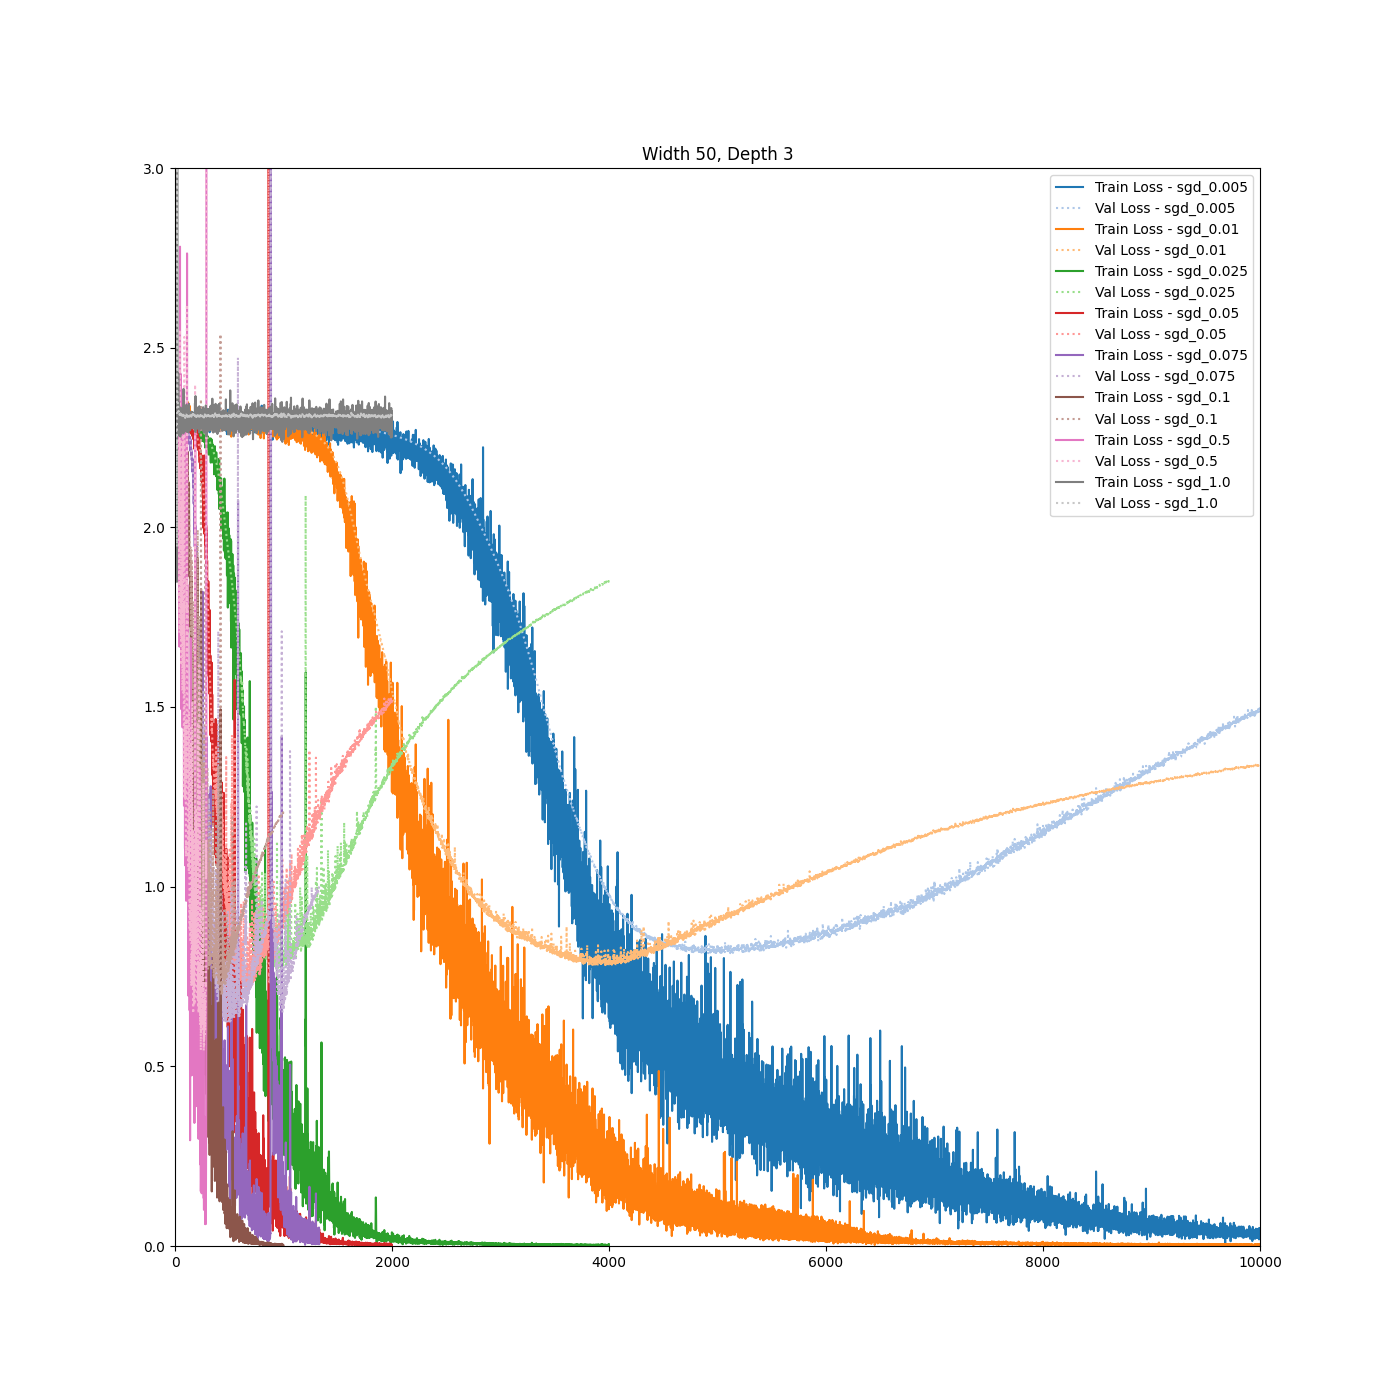 Width 50, Depth 3
3.0
2.5
2.0
1.5
1.0
0.5
0.0
0
2000
4000
6000
8000
10000
Train Loss - sgd_0.005
Val Loss - sgd_0.005
Train Loss - sgd_0.01
Val Loss - sgd_0.01
Train Loss - sgd_0.025
Val Loss - sgd_0.025
Train Loss - sgd_0.05
Val Loss - sgd_0.05
Train Loss - sgd_0.075
Val Loss - sgd_0.075
Train Loss - sgd_0.1
Val Loss - sgd_0.1
Train Loss - sgd_0.5
Val Loss - sgd_0.5
Train Loss - sgd_1.0
Val Loss - sgd_1.0